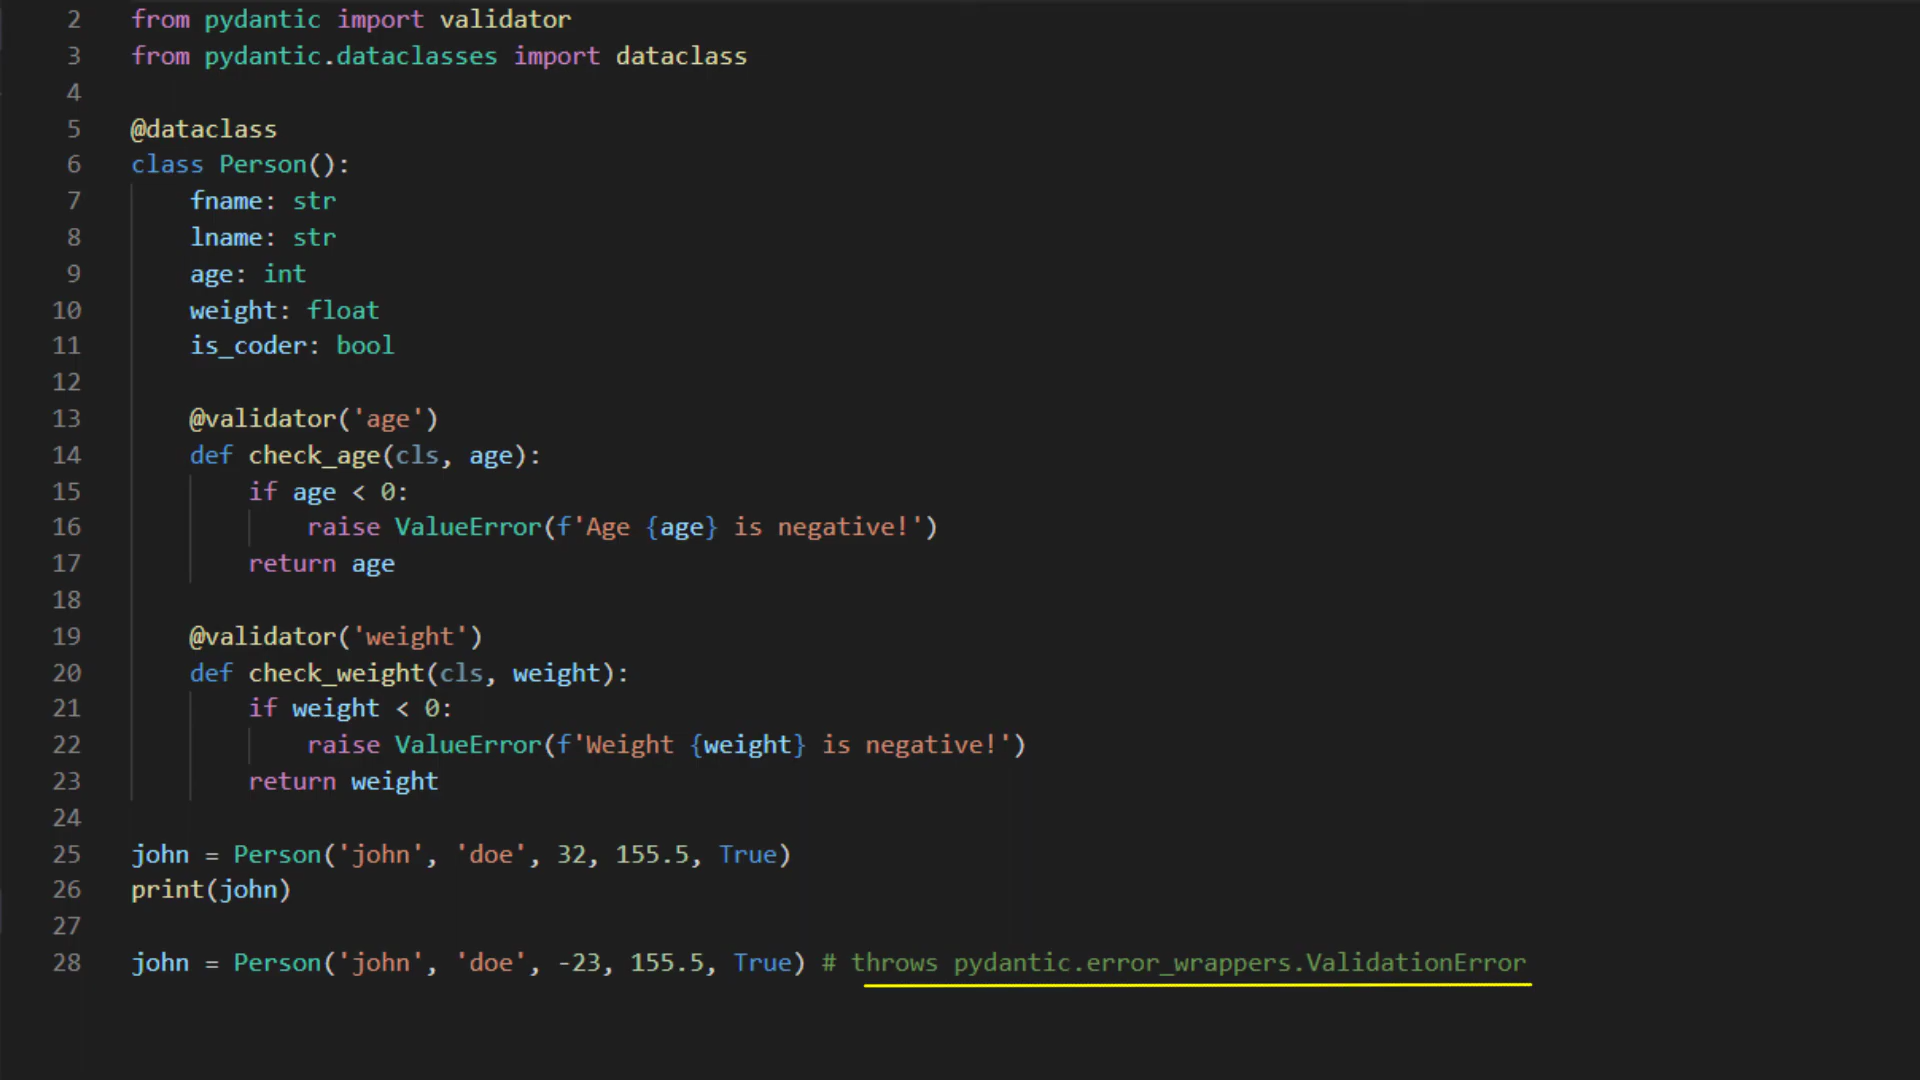 2 from pydantic import validator
3 from pydantic.dataclasses import dataclass
4
5 @dataclass
6 class Person():
7     fname: str
8     lname: str
9     age: int
10     weight: float
11     is_coder: bool
12
13     @validator('age')
14     def check_age(cls, age):
15         if age < 0:
16             raise ValueError(f'Age {age} is negative!')
17         return age
18
19     @validator('weight')
20     def check_weight(cls, weight):
21         if weight < 0:
22             raise ValueError(f'Weight {weight} is negative!')
23         return weight
24
25 john = Person('john', 'doe', 32, 155.5, True)
26 print(john)
27
28 john = Person('john', 'doe', -23, 155.5, True) # throws pydantic.error_wrappers.ValidationError